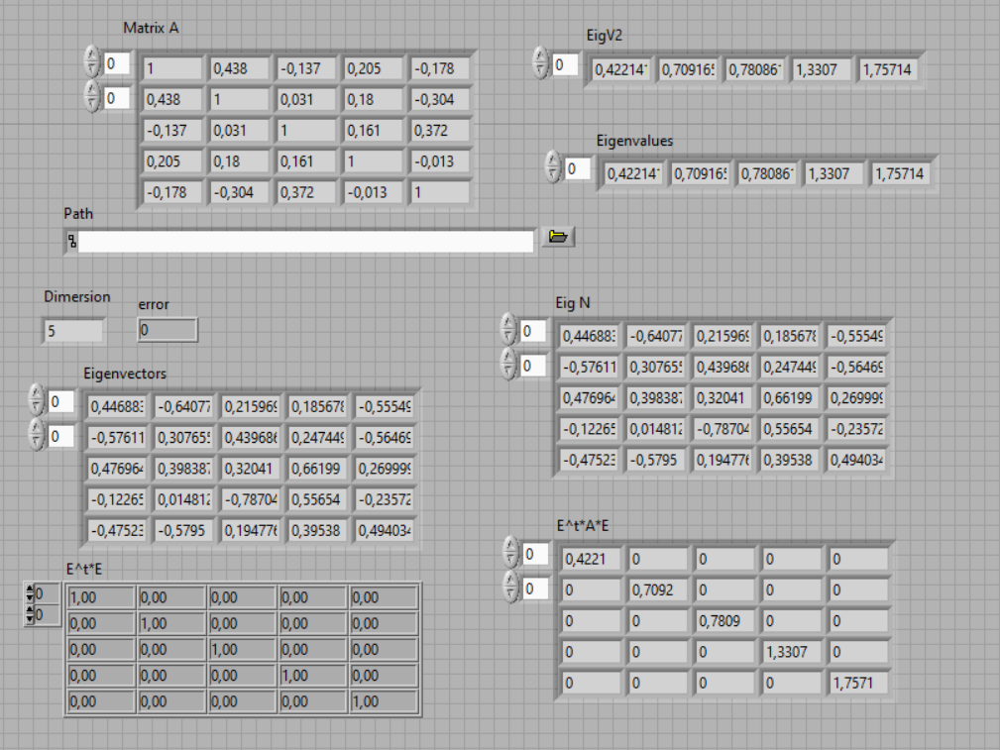 Matrix A
0 1 0,438 -0,137 0,205 -0,178
0 0,438 1 0,031 0,18 -0,304
-0,137 0,031 1 0,161 0,372
0,205 0,18 0,161 1 -0,013
-0,178 -0,304 0,372 -0,013 1
EigV2
0 0,42214 0,70916 0,78086 1,3307 1,75714
Eigenvalues
0 0,42214 0,70916 0,78086 1,3307 1,75714
Path
Dimersion
5
error
0
Eig N
0 0,44688 -0,64077 0,21596 0,18567 -0,55549
0 -0,57611 0,30765 0,43968 0,24744 -0,56469
0,47696 0,39838 0,32041 0,66199 0,26999
-0,12265 0,01481 -0,78704 0,55654 -0,23572
-0,47523 -0,5795 0,19477 0,39538 0,49403
Eigenvectors
0 0,44688 -0,64077 0,21596 0,18567 -0,55549
0 -0,57611 0,30765 0,43968 0,24744 -0,56469
0,47696 0,39838 0,32041 0,66199 0,26999
-0,12265 0,01481 -0,78704 0,55654 -0,23572
-0,47523 -0,5795 0,19477 0,39538 0,49403
E^t*A*E
0 0,4221 0 0 0 0
0 0 0,7092 0 0 0
0 0 0,7809 0 0
0 0 0 1,3307 0
0 0 0 0 1,7571
E^t*E
0 1,00 0,00 0,00 0,00 0,00
0 0,00 1,00 0,00 0,00 0,00
0,00 0,00 1,00 0,00 0,00
0,00 0,00 0,00 1,00 0,00
0,00 0,00 0,00 0,00 1,00